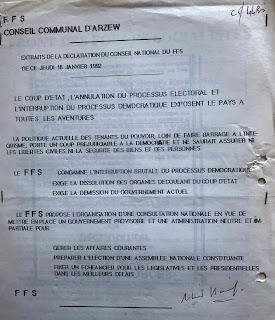 F F S
CONSEIL COMMUNAL D'ARZEW
EXTRAITS DE LA DECLARATION DU CONSEIL NATIONAL DU FFS
DE CE JEUDI 16 JANVIER 1992
LE COUP D'ETAT, L'ANNULATION DU PROCESSUS ELECTORAL ET
L'INTERRUPTION DU PROCESSUS DEMOCRATIQUE EXPOSENT LE PAYS A
TOUTES LES AVENTURES
LA POLITIQUE ACTUELLE DES TENANTS DU POUVOIR, LOIN DE FAIRE BARRAGE A L'INTE-
GRISME, PORTE UN COUP PREJUDICIABLE A LA DEMOCRATIE ET NE SAURAIT ASSURER NI
LES LIBERTES CIVILES NI LA SECURITE DES BIENS ET DES PERSONNES
LE FFS CONDAMNE L'INTERRUPTION BRUTALE DU PROCESSUS DEMOCRATIQUE
EXIGE LA DISSOLUTION DES ORGANES DECOULANT DU COUP D'ETAT
EXIGE LA DEMISSION DU GOUVERNEMENT ACTUEL
LE FFS PROPOSE L'ORGANISATION D'UNE CONSULTATION NATIONALE EN VUE DE
METTRE EN PLACE UN GOUVERNEMENT PROVISOIRE ET UNE ADMINISTRATION NEUTRE ET IM-
PARTIALE POUR
GERER LES AFFAIRES COURANTES
PREPARER L'ELECTION D'UNE ASSEMBLEE NATIONALE CONSTITUANTE
FIXER UN ECHEANCIER POUR LES LEGISLATIVES ET LES PRESIDENTIELLES
DANS LES MEILLEURS DELAIS
F F S